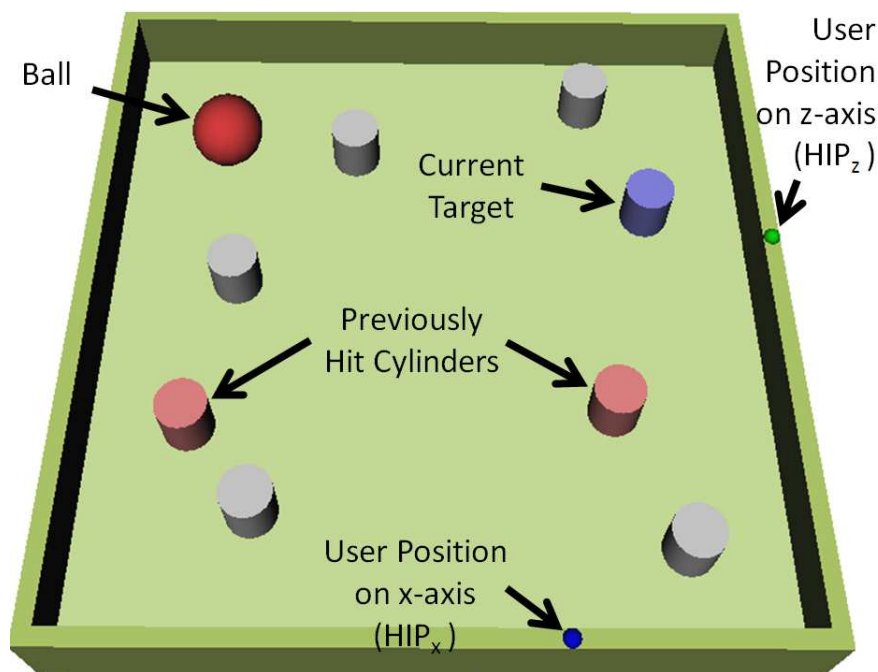 Ball
User
Position
on z-axis
(HIPz )
Current
Target
Previously
Hit Cylinders
User Position
on x-axis
(HIPx )